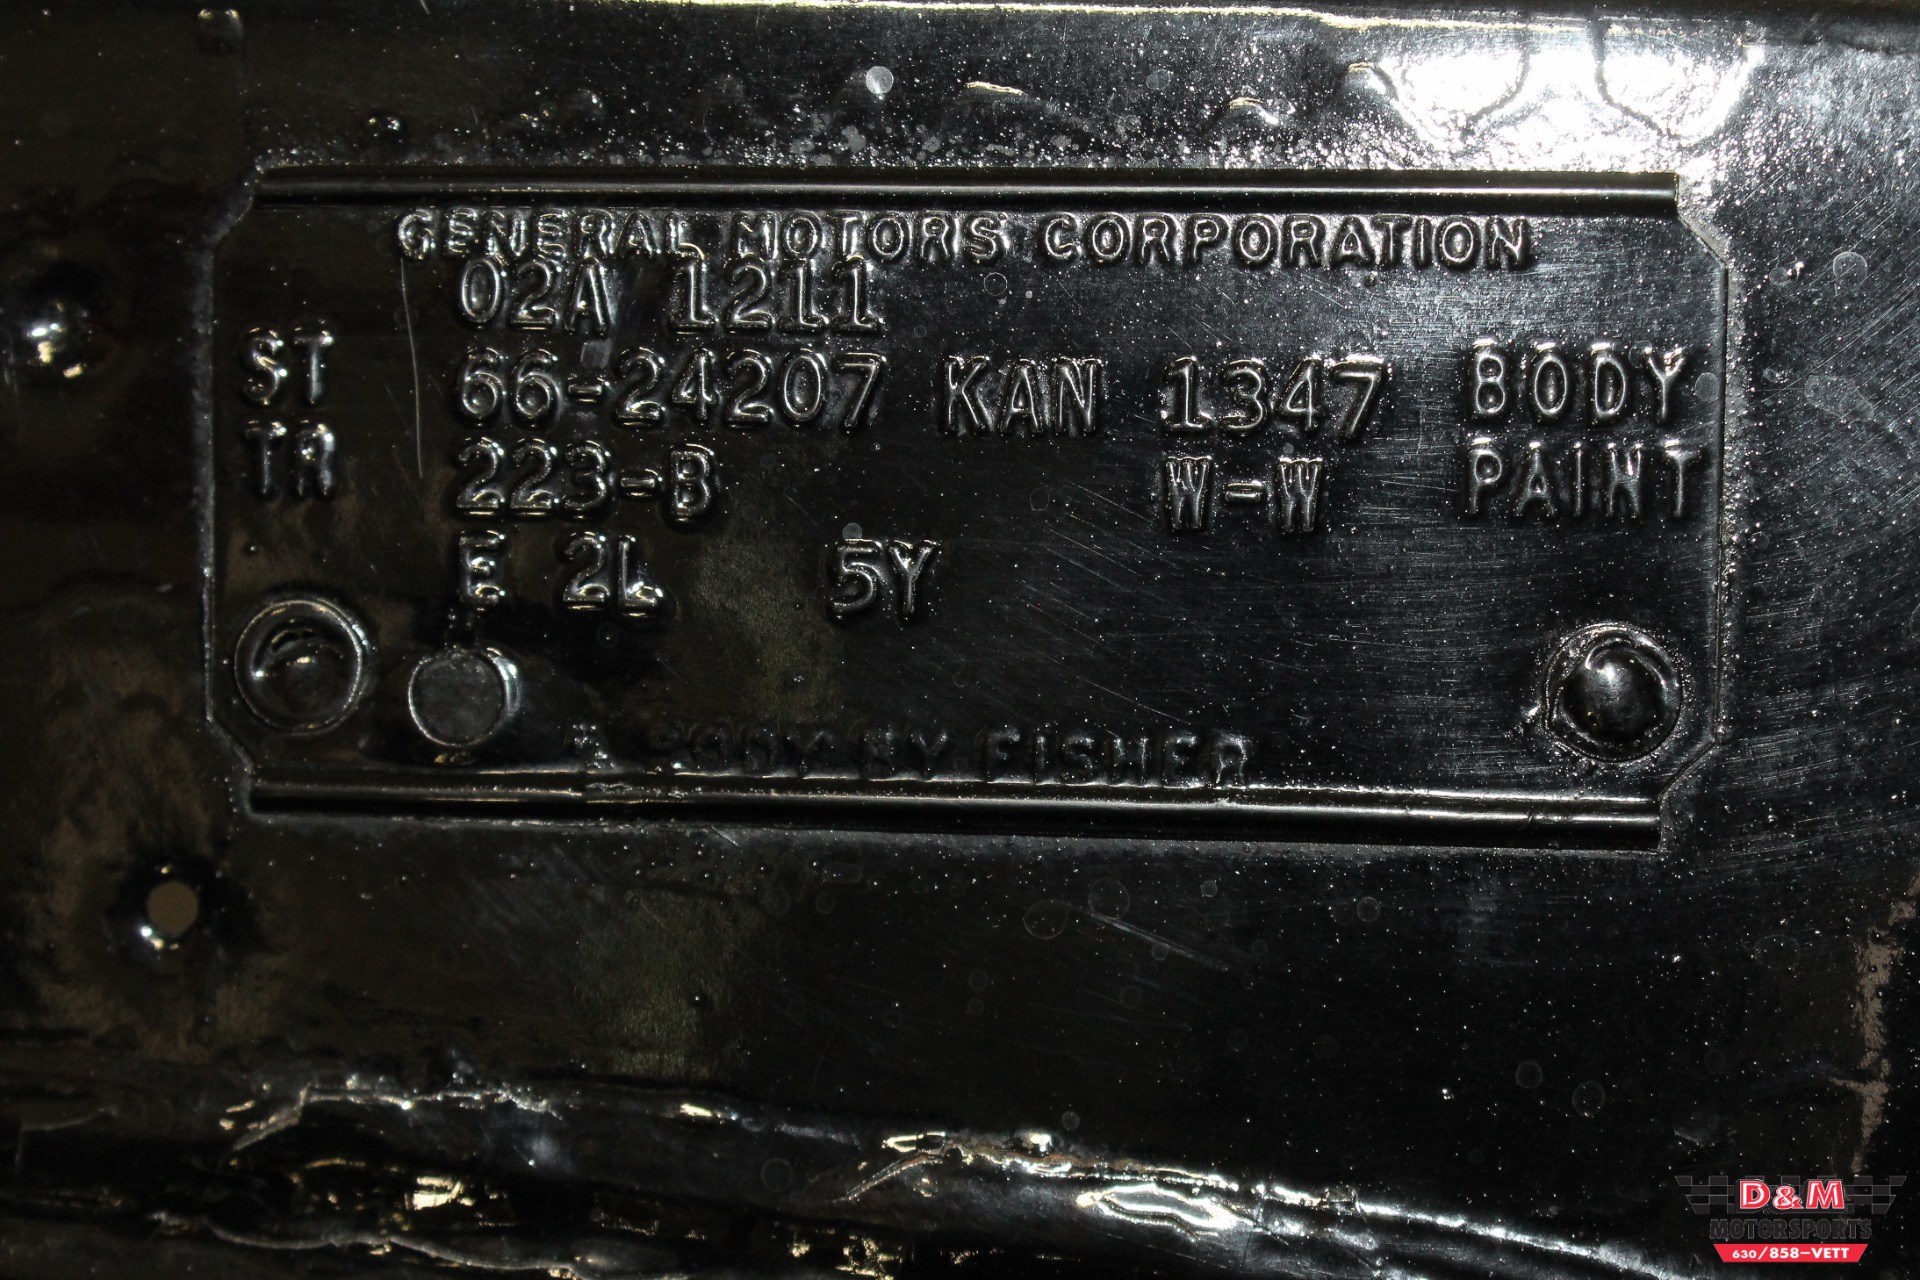 GENERAL MOTORS CORPORATION
02A 1211
ST 66-24207 KAN 1347 BODY
TR 223-B W-W PAINT
E 2L 5Y
BODY BY FISHER
D&M
MOTORSPORTS
630/858-VETT